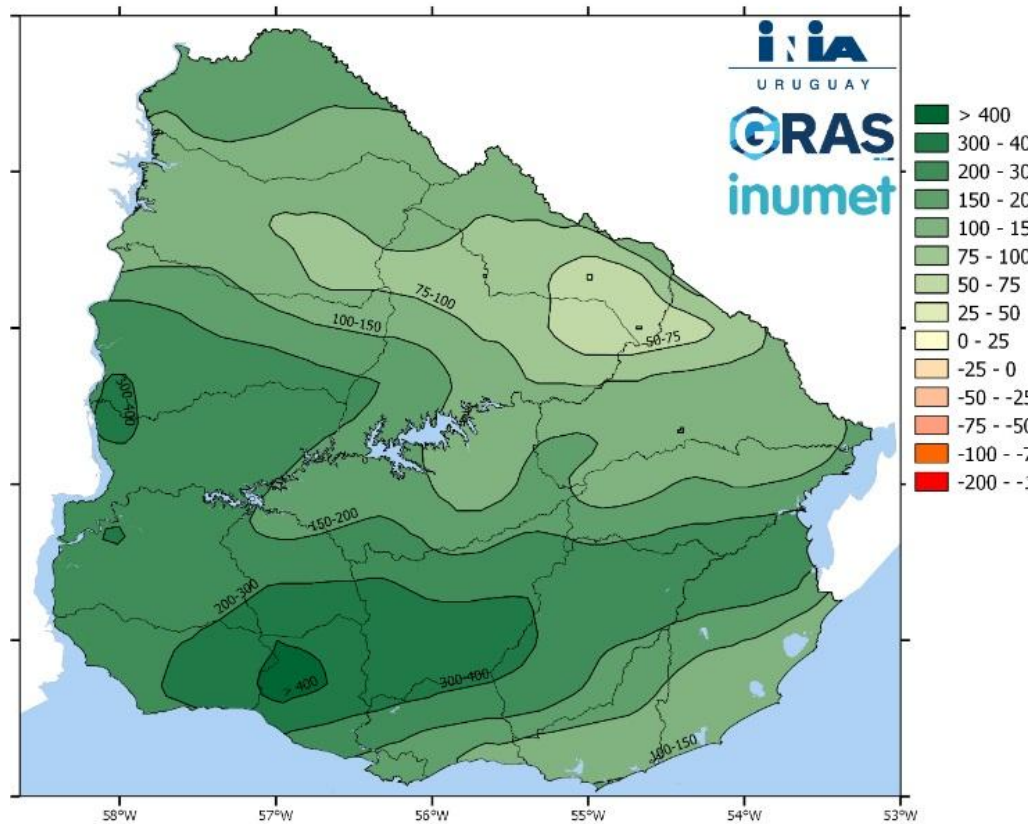 INIA
URUGUAY
GRAS
inumet
> 400
300 - 40
200 - 30
150 - 20
100 - 15
75 - 100
50 - 75
25 - 50
0 - 25
-25 - 0
-50 - -25
-75 - -50
-100 - -7
-200 - -1
75-100
100-150
50-75
300-400
150-200
200-300
300-400
> 400
100-150
58°W
57°W
56°W
55°W
54°W
53°W